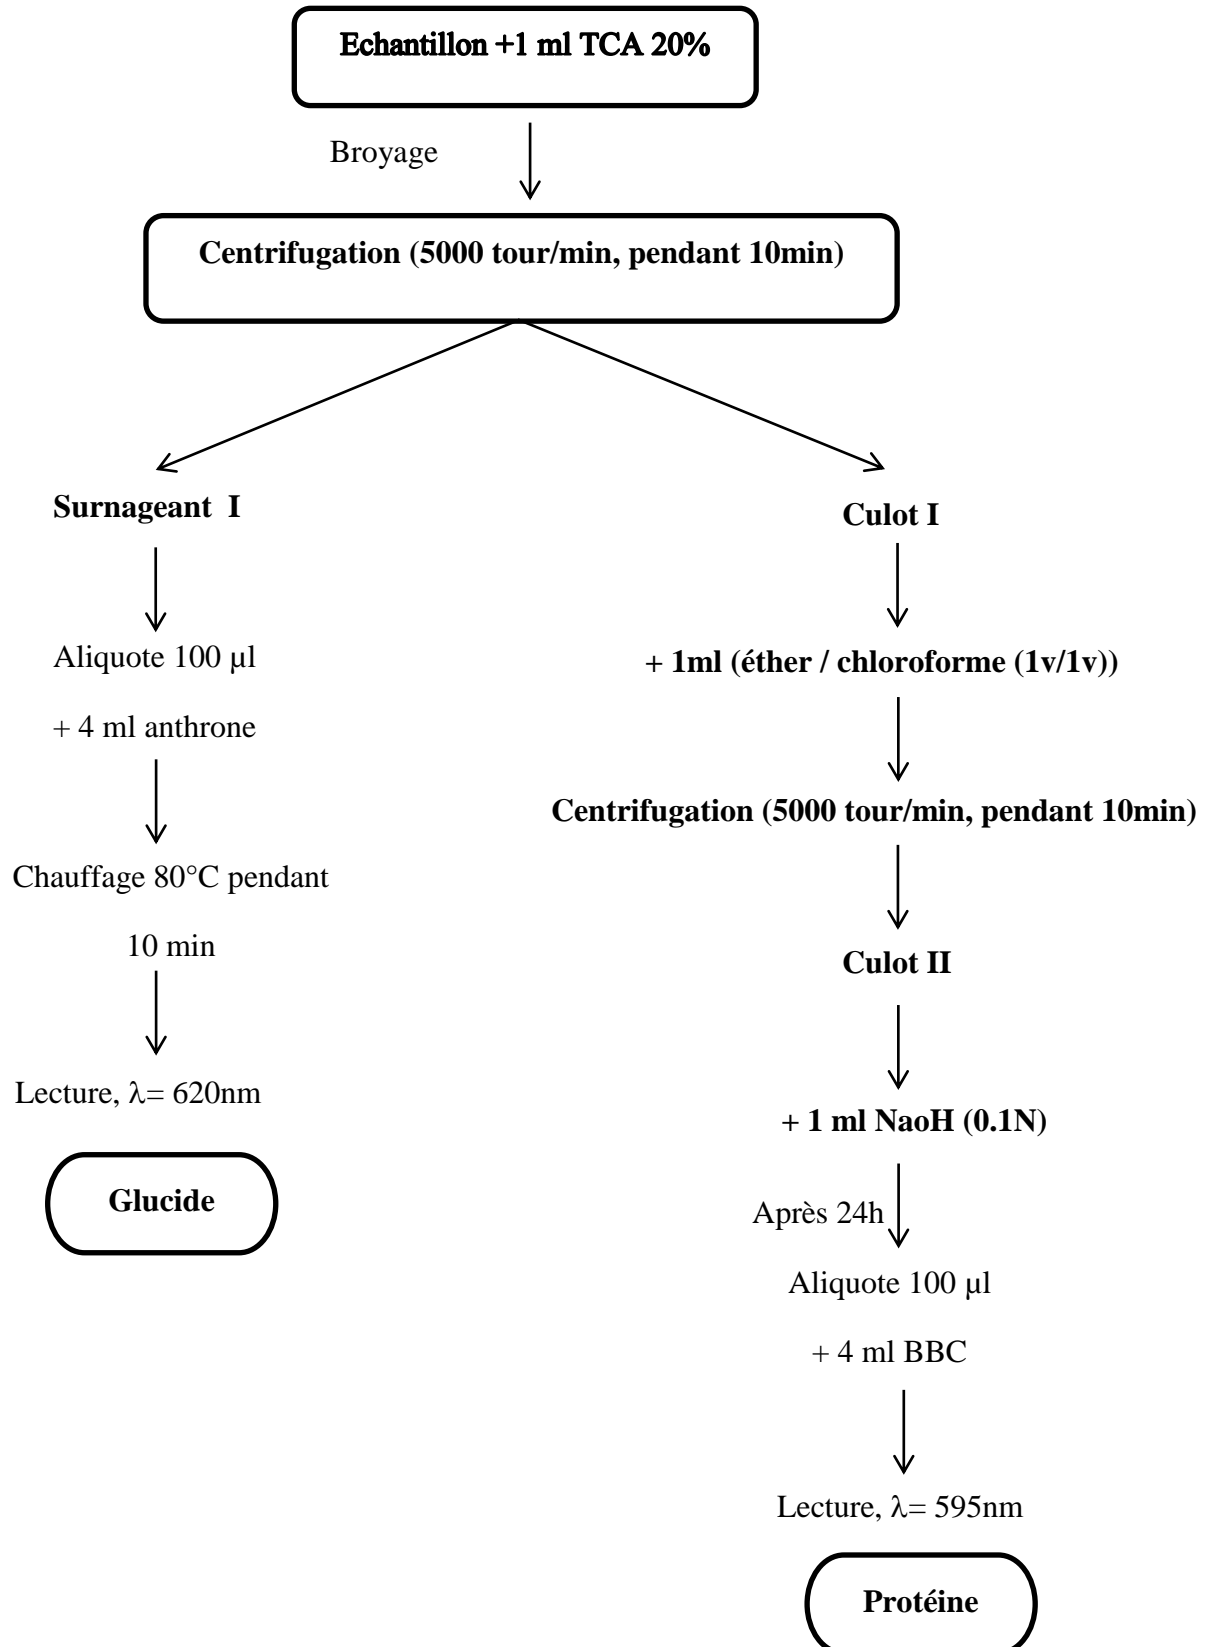 Echantillon +1 ml TCA 20%
Broyage
Centrifugation (5000 tour/min, pendant 10min)
Surnageant I
Aliquote 100 µl
+ 4 ml anthrone
Chauffage 80°C pendant
10 min
Lecture, λ= 620nm
Glucide
Culot I
+ 1ml (éther / chloroforme (1v/1v))
Centrifugation (5000 tour/min, pendant 10min)
Culot II
+ 1 ml NaoH (0.1N)
Après 24h
Aliquote 100 µl
+ 4 ml BBC
Lecture, λ= 595nm
Protéine